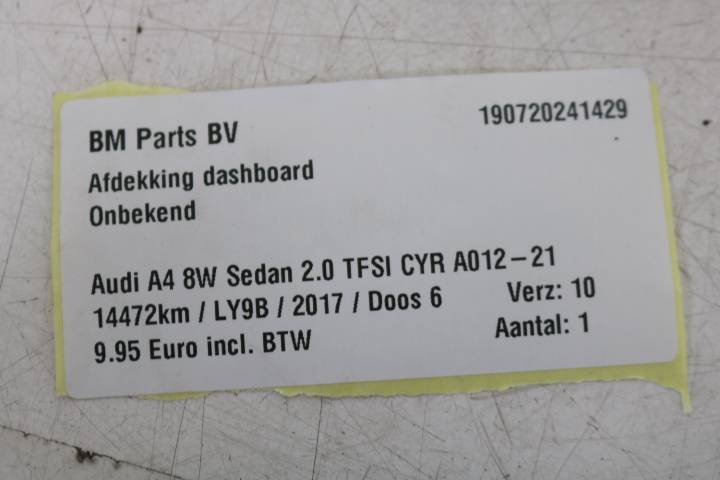 BM Parts BV 190720241429
Afdekking dashboard
Onbekend
Audi A4 8W Sedan 2.0 TFSI CYR A012-21
14472km / LY9B / 2017 / Doos 6 Verz: 10
9.95 Euro incl. BTW Aantal: 1